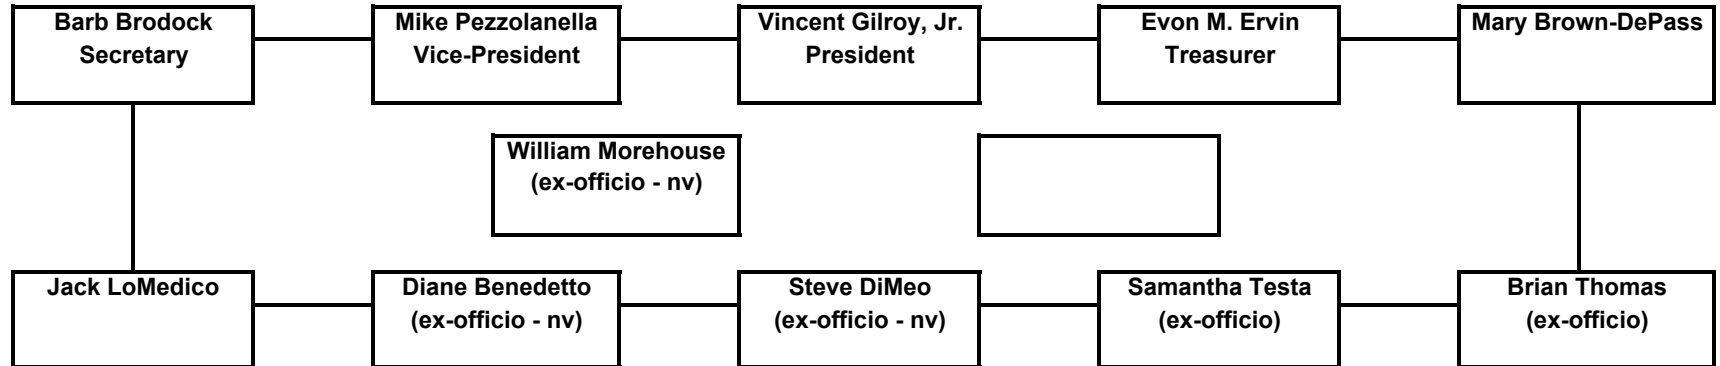 Barb Brodock
Secretary
Mike Pezzolanella
Vice-President
Vincent Gilroy, Jr.
President
Evon M. Ervin
Treasurer
Mary Brown-DePass
William Morehouse
(ex-officio - nv)
Jack LoMedico
Diane Benedetto
(ex-officio - nv)
Steve DiMeo
(ex-officio - nv)
Samantha Testa
(ex-officio)
Brian Thomas
(ex-officio)